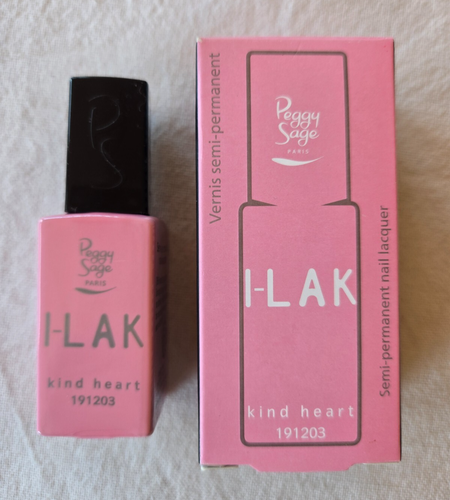 PS
Peggy
Sage
PARIS
I-LAK
kind heart
191203
Vernis semi-permanent
Peggy
Sage
PARIS
I-LAK
kind heart
191203
Semi-permanent nail lacquer